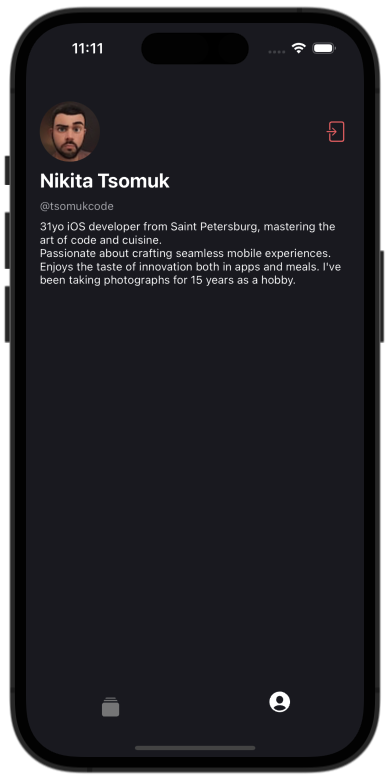 11:11
Nikita Tsomuk
@tsomukcode
31yo iOS developer from Saint Petersburg, mastering the
art of code and cuisine.
Passionate about crafting seamless mobile experiences.
Enjoys the taste of innovation both in apps and meals. I've
been taking photographs for 15 years as a hobby.